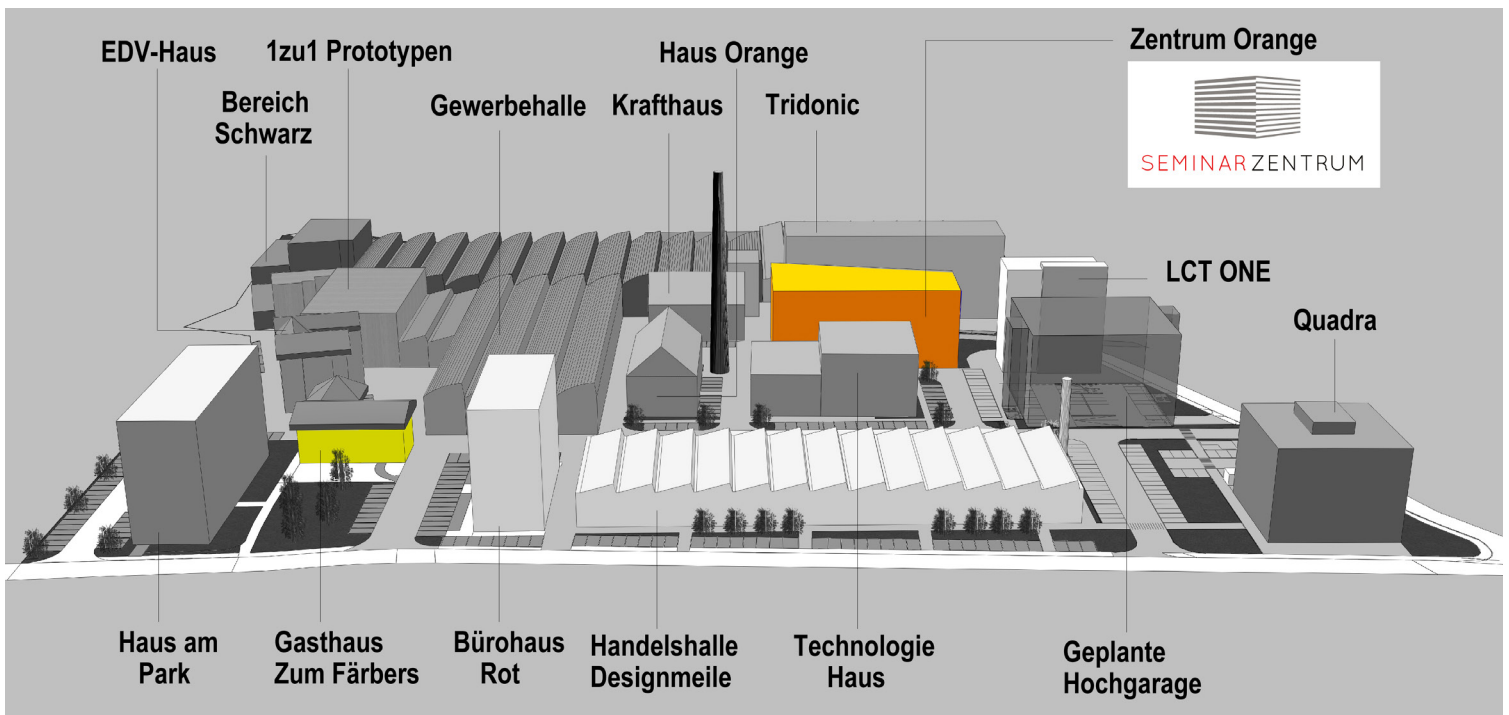 EDV-Haus
1zu1 Prototypen
Haus Orange
Zentrum Orange
Bereich
Schwarz
Gewerbehalle
Krafthaus
Tridonic
SEMINARZENTRUM
LCT ONE
Quadra
Haus am
Park
Gasthaus
Zum Färbers
Bürohaus
Rot
Handelshalle
Designmeile
Technologie
Haus
Geplante
Hochgarage